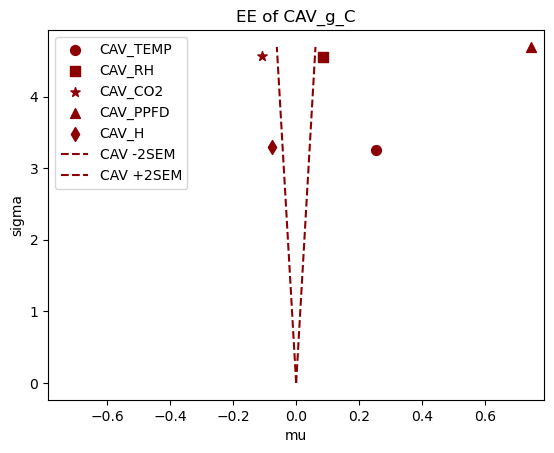 EE of CAV_g_C
CAV_TEMP
CAV_RH
CAV_CO2
CAV_PPFD
CAV_H
CAV -2SEM
CAV +2SEM
sigma
4
3
2
1
0
−0.6
−0.4
−0.2
0.0
0.2
0.4
0.6
mu